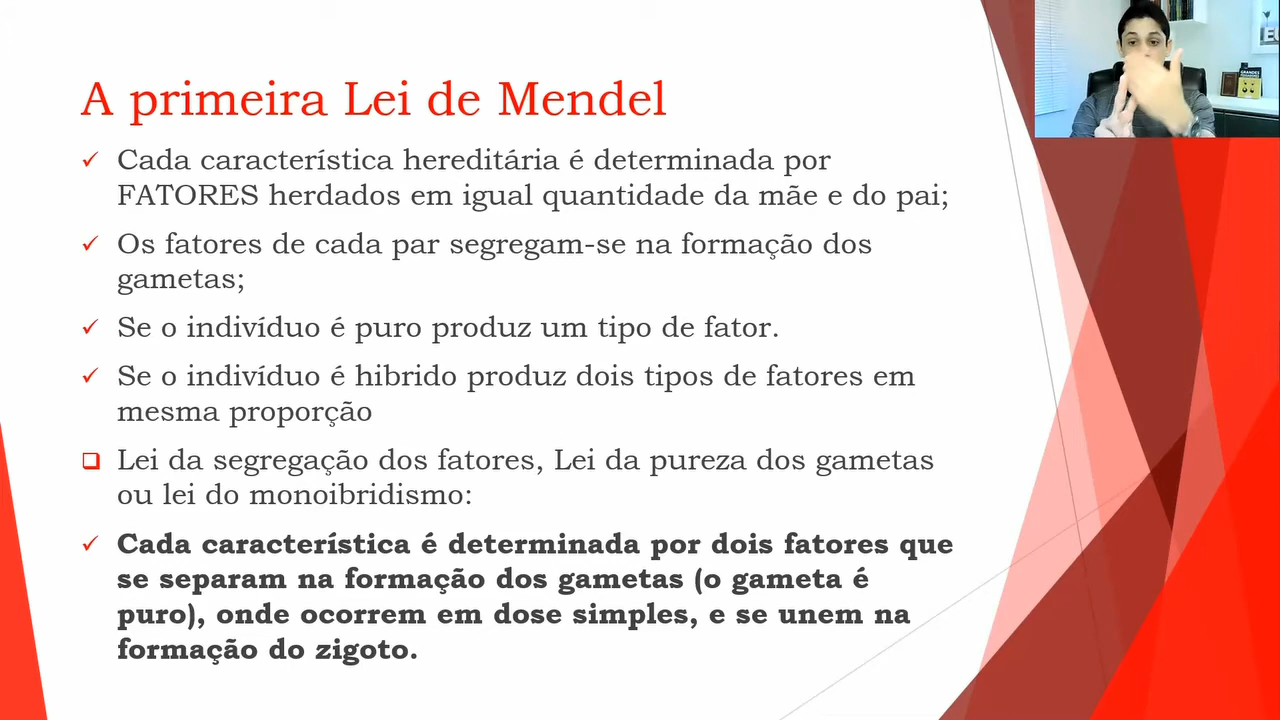 A primeira Lei de Mendel
Cada característica hereditária é determinada por
FATORES herdados em igual quantidade da mãe e do pai;
Os fatores de cada par segregam-se na formação dos
gametas;
Se o indivíduo é puro produz um tipo de fator.
Se o indivíduo é hibrido produz dois tipos de fatores em
mesma proporção
Lei da segregação dos fatores, Lei da pureza dos gametas
ou lei do monoibridismo:
Cada característica é determinada por dois fatores que
se separam na formação dos gametas (o gameta é
puro), onde ocorrem em dose simples, e se unem na
formação do zigoto.